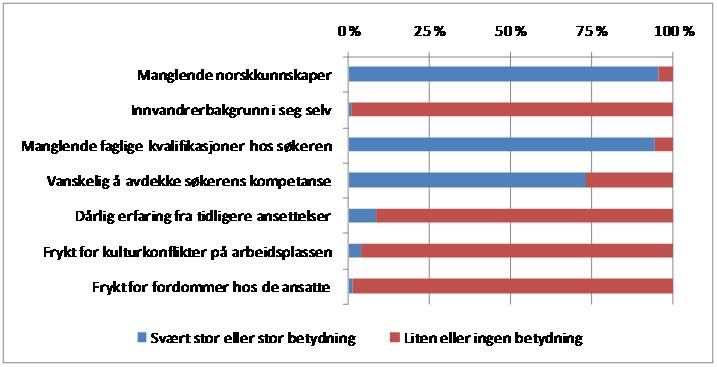 0 % 25 % 50 % 75 % 100 %
Manglende norskkunnskaper
Innvandrerbakgrunn i seg selv
Manglende faglige kvalifikasjoner hos søkeren
Vanskelig å avdekke søkerens kompetanse
Dårlig erfaring fra tidligere ansettelser
Frykt for kulturkonflikter på arbeidsplassen
Frykt for fordommer hos de ansatte
Svært stor eller stor betydning Liten eller ingen betydning